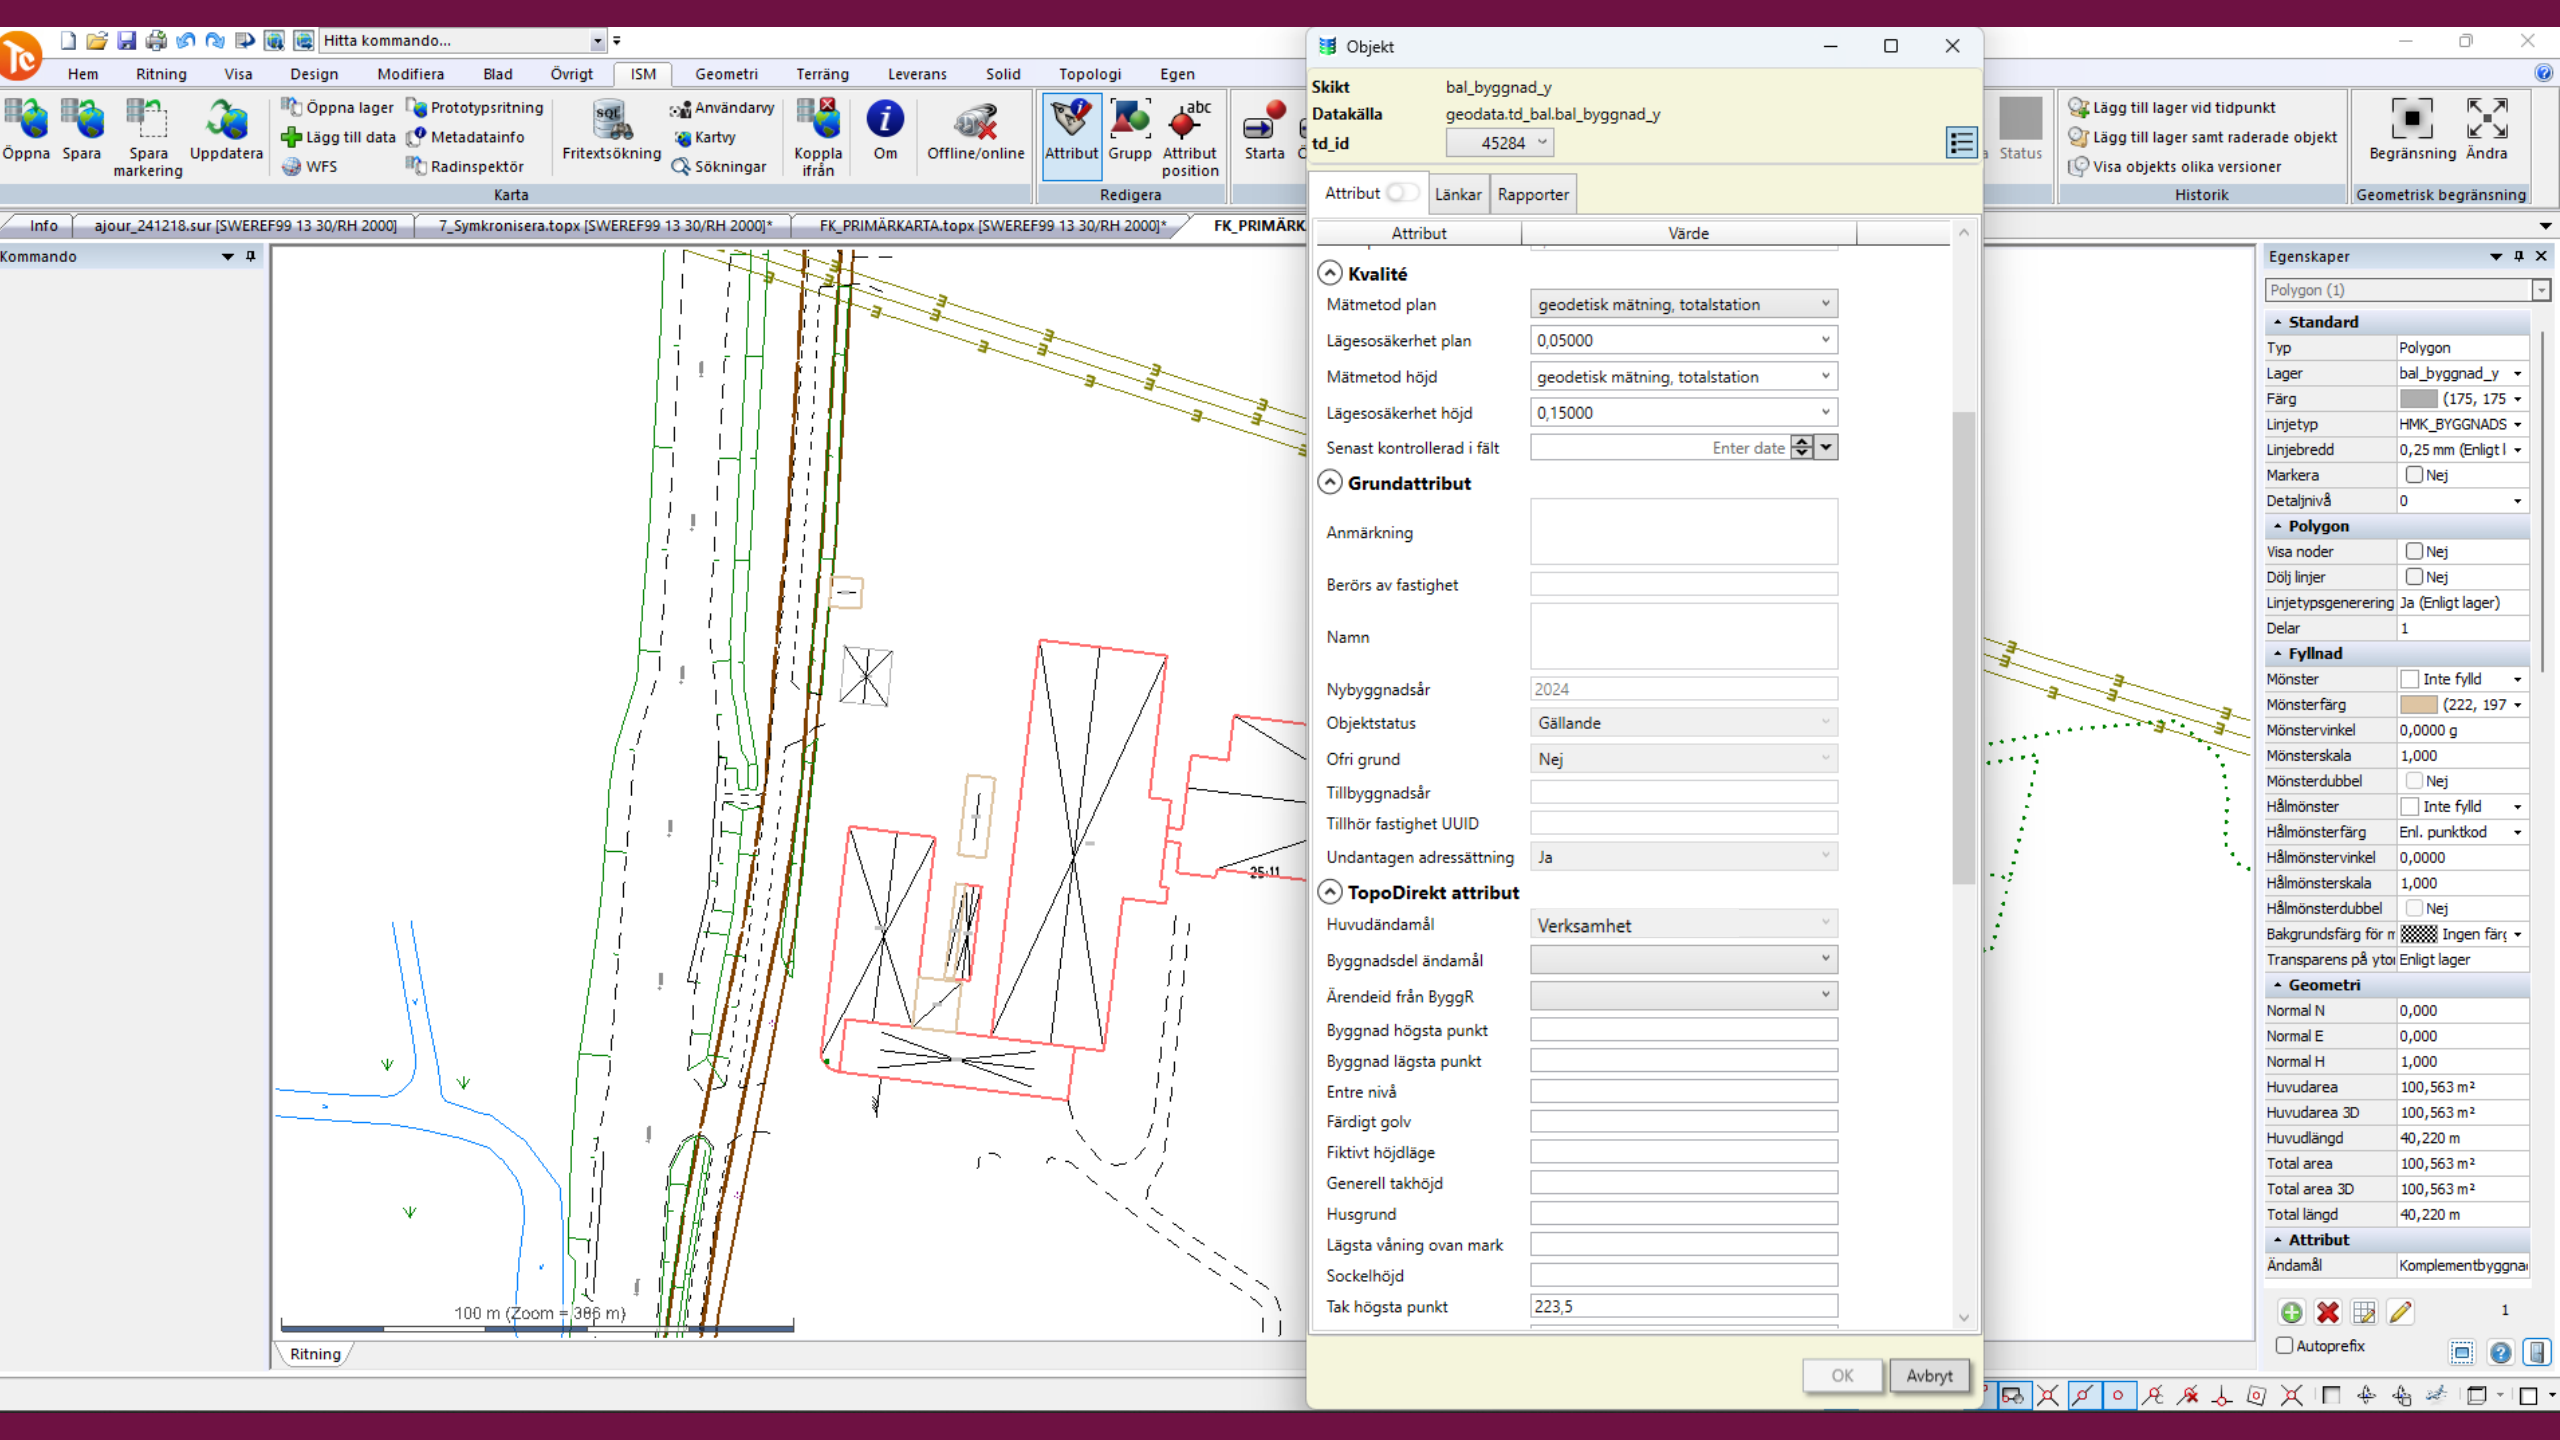 Hitta kommando...
Hem Ritning Visa Design Modifiera Blad Övrigt ISM Geometri Terräng Leverans Solid Topologi Egen
Öppna
Spara
Spara markering
Uppdatera
Öppna lager
Lägg till data
WFS
Prototypsritning
Metadatainfo
Radinspektör
Fritextsökning
Användarvy
Kartvy
Sökningar
Koppla ifrån
Om
Offline/online
Attribut
Grupp
abc
Attribut position
Starta
Status
Lägg till lager vid tidpunkt
Lägg till lager samt raderade objekt
Visa objekts olika versioner
Begränsning
Ändra
Karta
Redigera
Historik
Geometrisk begränsning
Info
ajour_241218.sur [SWEREF99 13 30/RH 2000]
7_Symkronisera.topx [SWEREF99 13 30/RH 2000]*
FK_PRIMÄRKARTA.topx [SWEREF99 13 30/RH 2000]*
FK_PRIMÄRK
Kommando
25:11
100 m (Zoom = 386 m)
Ritning
Objekt
Skikt bal_byggnad_y
Datakälla geodata.td_bal.bal_byggnad_y
td_id 45284
Attribut Länkar Rapporter
Attribut Värde
Kvalité
Mätmetod plan geodetisk mätning, totalstation
Lägesosäkerhet plan 0,05000
Mätmetod höjd geodetisk mätning, totalstation
Lägesosäkerhet höjd 0,15000
Senast kontrollerad i fält Enter date
Grundattribut
Anmärkning
Berörs av fastighet
Namn
Nybyggnadsår 2024
Objektstatus Gällande
Ofri grund Nej
Tillbyggnadsår
Tillhör fastighet UUID
Undantagen adressättning Ja
TopoDirekt attribut
Huvudändamål Verksamhet
Byggnadsdel ändamål
Ärendeid från ByggR
Byggnad högsta punkt
Byggnad lägsta punkt
Entre nivå
Färdigt golv
Fiktivt höjdläge
Generell takhöjd
Husgrund
Lägsta våning ovan mark
Sockelhöjd
Tak högsta punkt 223,5
OK Avbryt
Egenskaper
Polygon (1)
Standard
Typ Polygon
Lager bal_byggnad_y
Färg (175, 175
Linjetyp HMK_BYGGNADS
Linjebredd 0,25 mm (Enligt l
Markera Nej
Detaljnivå 0
Polygon
Visa noder Nej
Dölj linjer Nej
Linjetypsgenerering Ja (Enligt lager)
Delar 1
Fyllnad
Mönster Inte fylld
Mönsterfärg (222, 197
Mönstervinkel 0,0000 g
Mönsterskala 1,000
Mönsterdubbel Nej
Hålmönster Inte fylld
Hålmönsterfärg Enl. punktkod
Hålmönstervinkel 0,0000
Hålmönsterskala 1,000
Hålmönsterdubbel Nej
Bakgrundsfärg för m Ingen färg
Transparens på ytor Enligt lager
Geometri
Normal N 0,000
Normal E 0,000
Normal H 1,000
Huvudarea 100,563 m²
Huvudarea 3D 100,563 m²
Huvudlängd 40,220 m
Total area 100,563 m²
Total area 3D 100,563 m²
Total längd 40,220 m
Attribut
Ändamål Komplementbyggna
1
Autoprefix